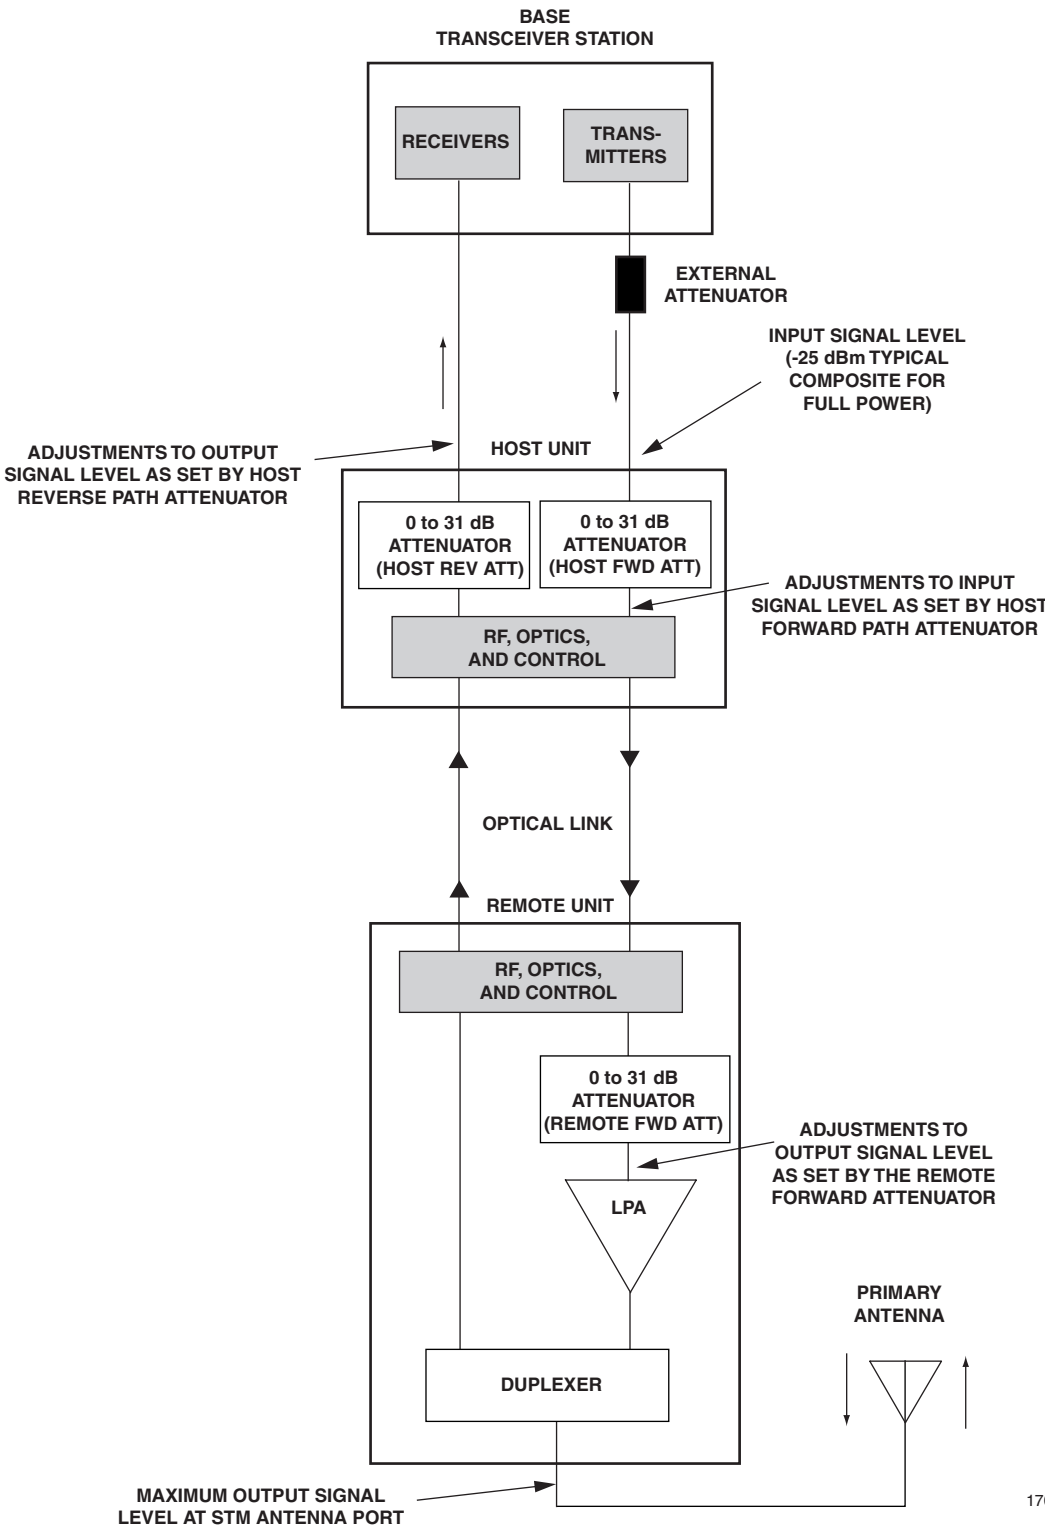 BASE
TRANSCEIVER STATION
RECEIVERS
TRANS-
MITTERS
EXTERNAL
ATTENUATOR
INPUT SIGNAL LEVEL
(-25 dBm TYPICAL
COMPOSITE FOR
FULL POWER)
ADJUSTMENTS TO OUTPUT
SIGNAL LEVEL AS SET BY HOST
REVERSE PATH ATTENUATOR
HOST UNIT
0 to 31 dB
ATTENUATOR
(HOST REV ATT)
0 to 31 dB
ATTENUATOR
(HOST FWD ATT)
ADJUSTMENTS TO INPUT
SIGNAL LEVEL AS SET BY HOST
FORWARD PATH ATTENUATOR
RF, OPTICS,
AND CONTROL
OPTICAL LINK
REMOTE UNIT
RF, OPTICS,
AND CONTROL
0 to 31 dB
ATTENUATOR
(REMOTE FWD ATT)
ADJUSTMENTS TO
OUTPUT SIGNAL LEVEL
AS SET BY THE REMOTE
FORWARD ATTENUATOR
LPA
PRIMARY
ANTENNA
DUPLEXER
MAXIMUM OUTPUT SIGNAL
LEVEL AT STM ANTENNA PORT